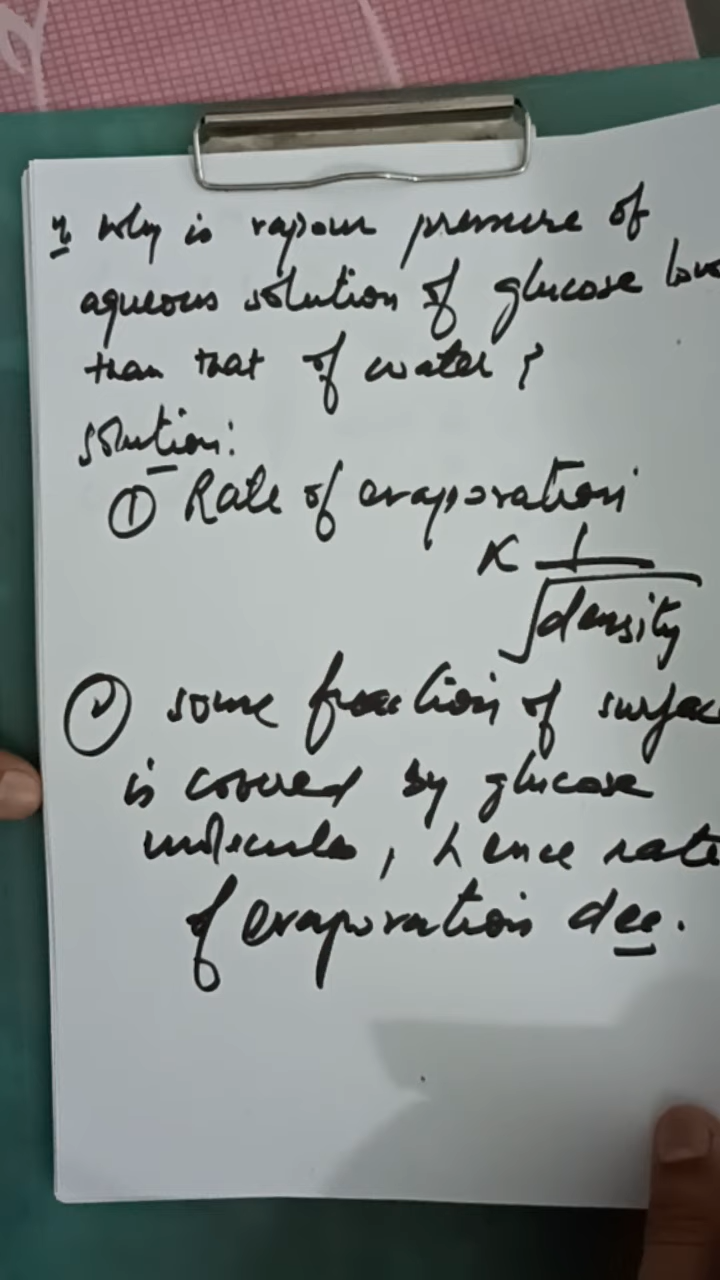 Q. Why is vapour pressure of
aqueous solution of glucose low
than that of water ?
Solution:
① Rate of evaporation
∝ 1
√density
② some fraction of surfac
is covered by glucose
molecules, hence rate
of evaporation dec.